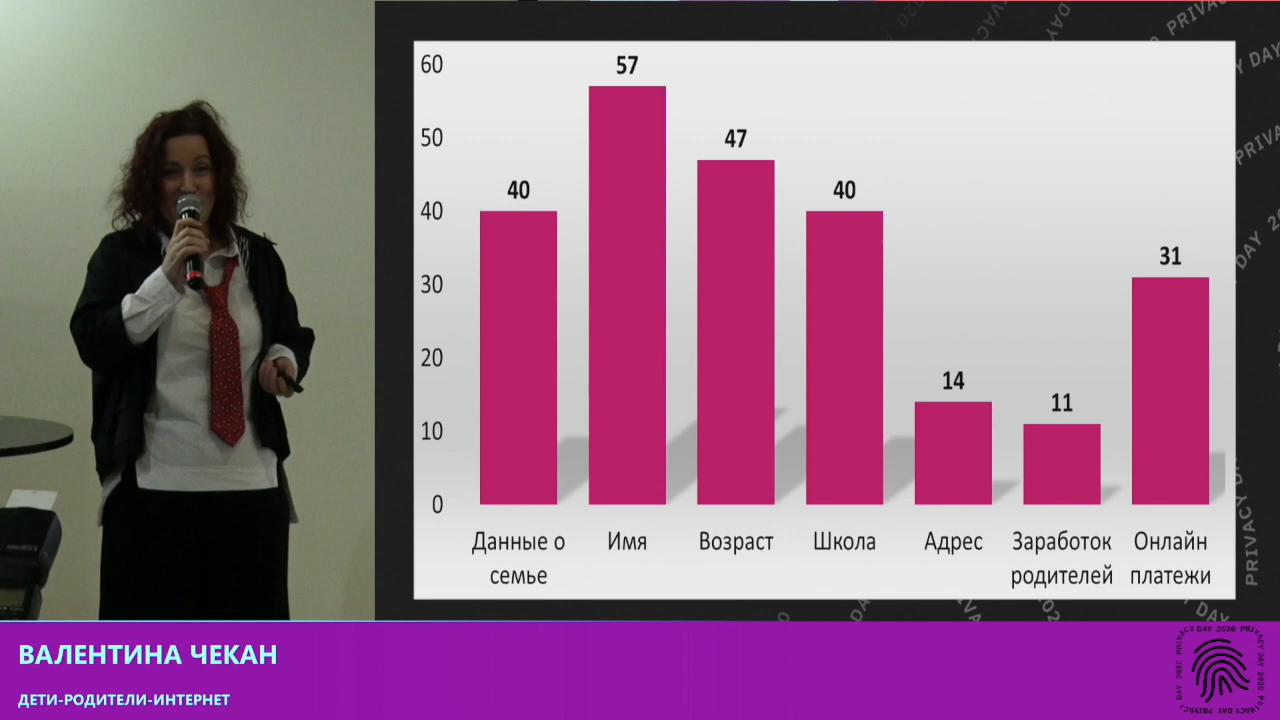 60
50
40
30
20
10
0
40
57
47
40
14
11
31
Данные о
семье
Имя
Возраст
Школа
Адрес
Заработок
родителей
Онлайн
платежи
ВАЛЕНТИНА ЧЕКАН
ДЕТИ-РОДИТЕЛИ-ИНТЕРНЕТ
PRIVACY DAY 2020